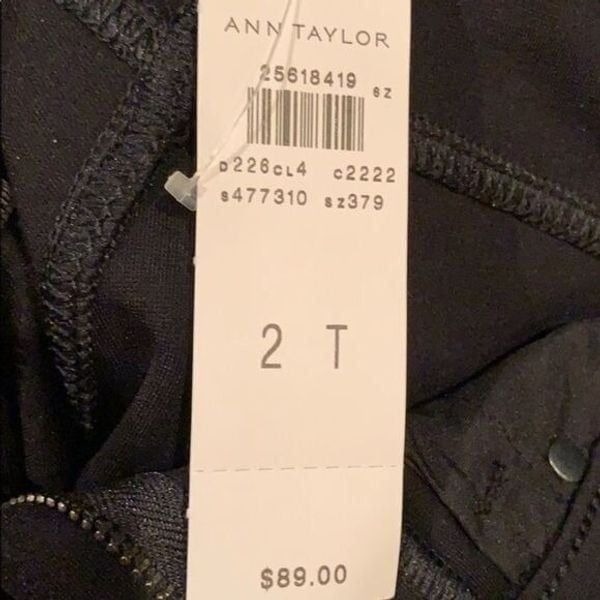 ANN TAYLOR
25618419 SZ
D226CL4 C2222
S477310 SZ379
2 T
$89.00